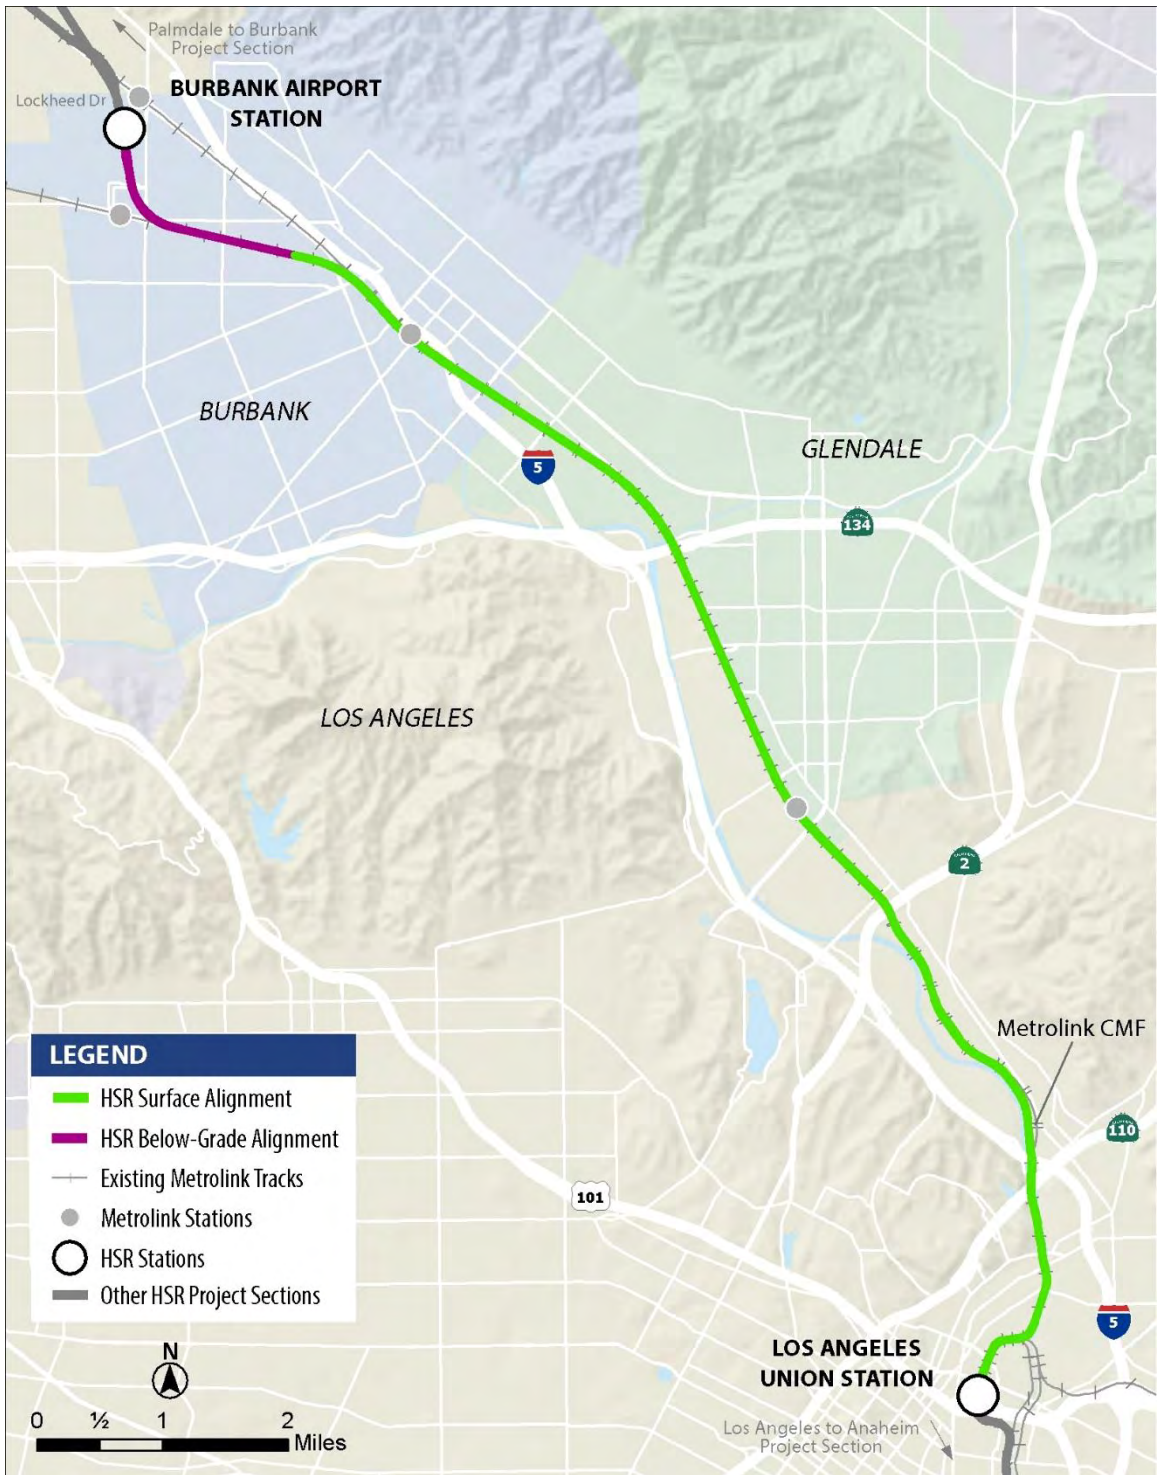 Palmdale to Burbank
Project Section
BURBANK AIRPORT
STATION
Lockheed Dr
BURBANK
GLENDALE
5
134
LOS ANGELES
2
Metrolink CMF
110
101
5
LEGEND
HSR Surface Alignment
HSR Below-Grade Alignment
Existing Metrolink Tracks
Metrolink Stations
HSR Stations
Other HSR Project Sections
N
0 ½ 1 2
Miles
LOS ANGELES
UNION STATION
Los Angeles to Anaheim
Project Section